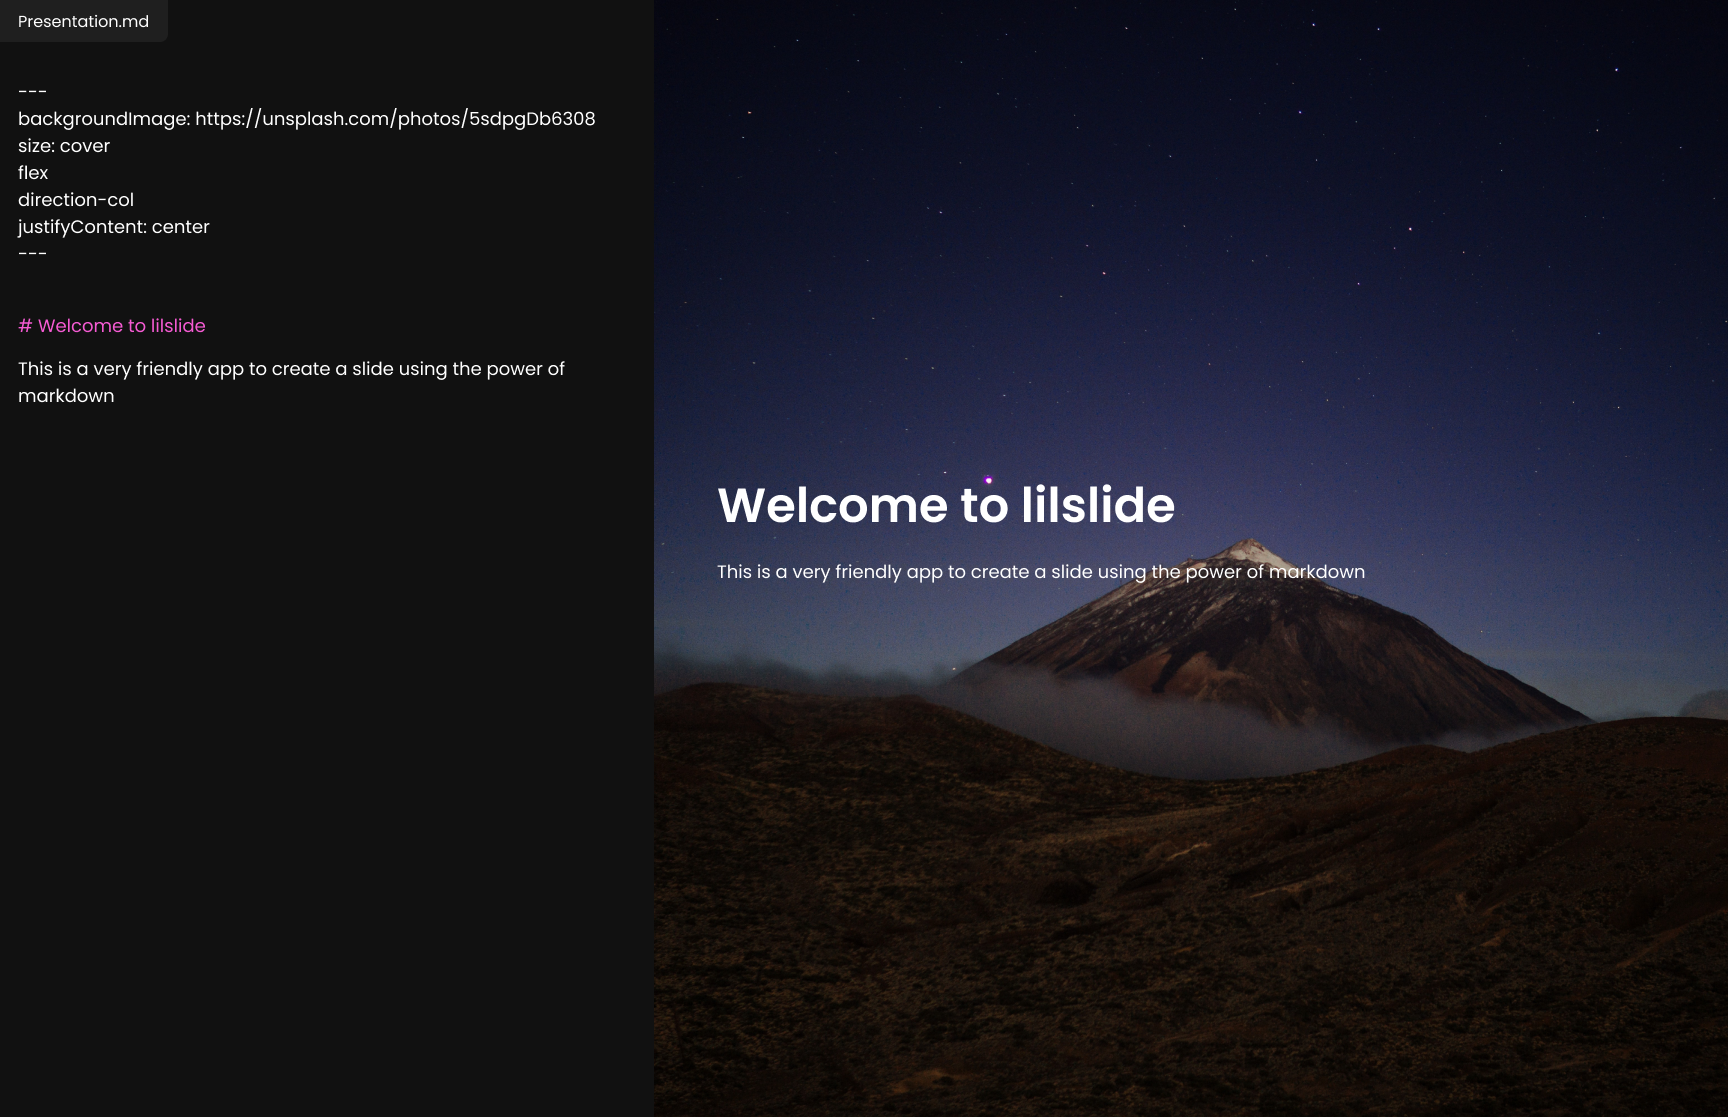 Presentation.md
---
backgroundImage: https://unsplash.com/photos/5sdpgDb6308
size: cover
flex
direction-col
justifyContent: center
---
# Welcome to lilslide
This is a very friendly app to create a slide using the power of
markdown
Welcome to lilslide
This is a very friendly app to create a slide using the power of markdown